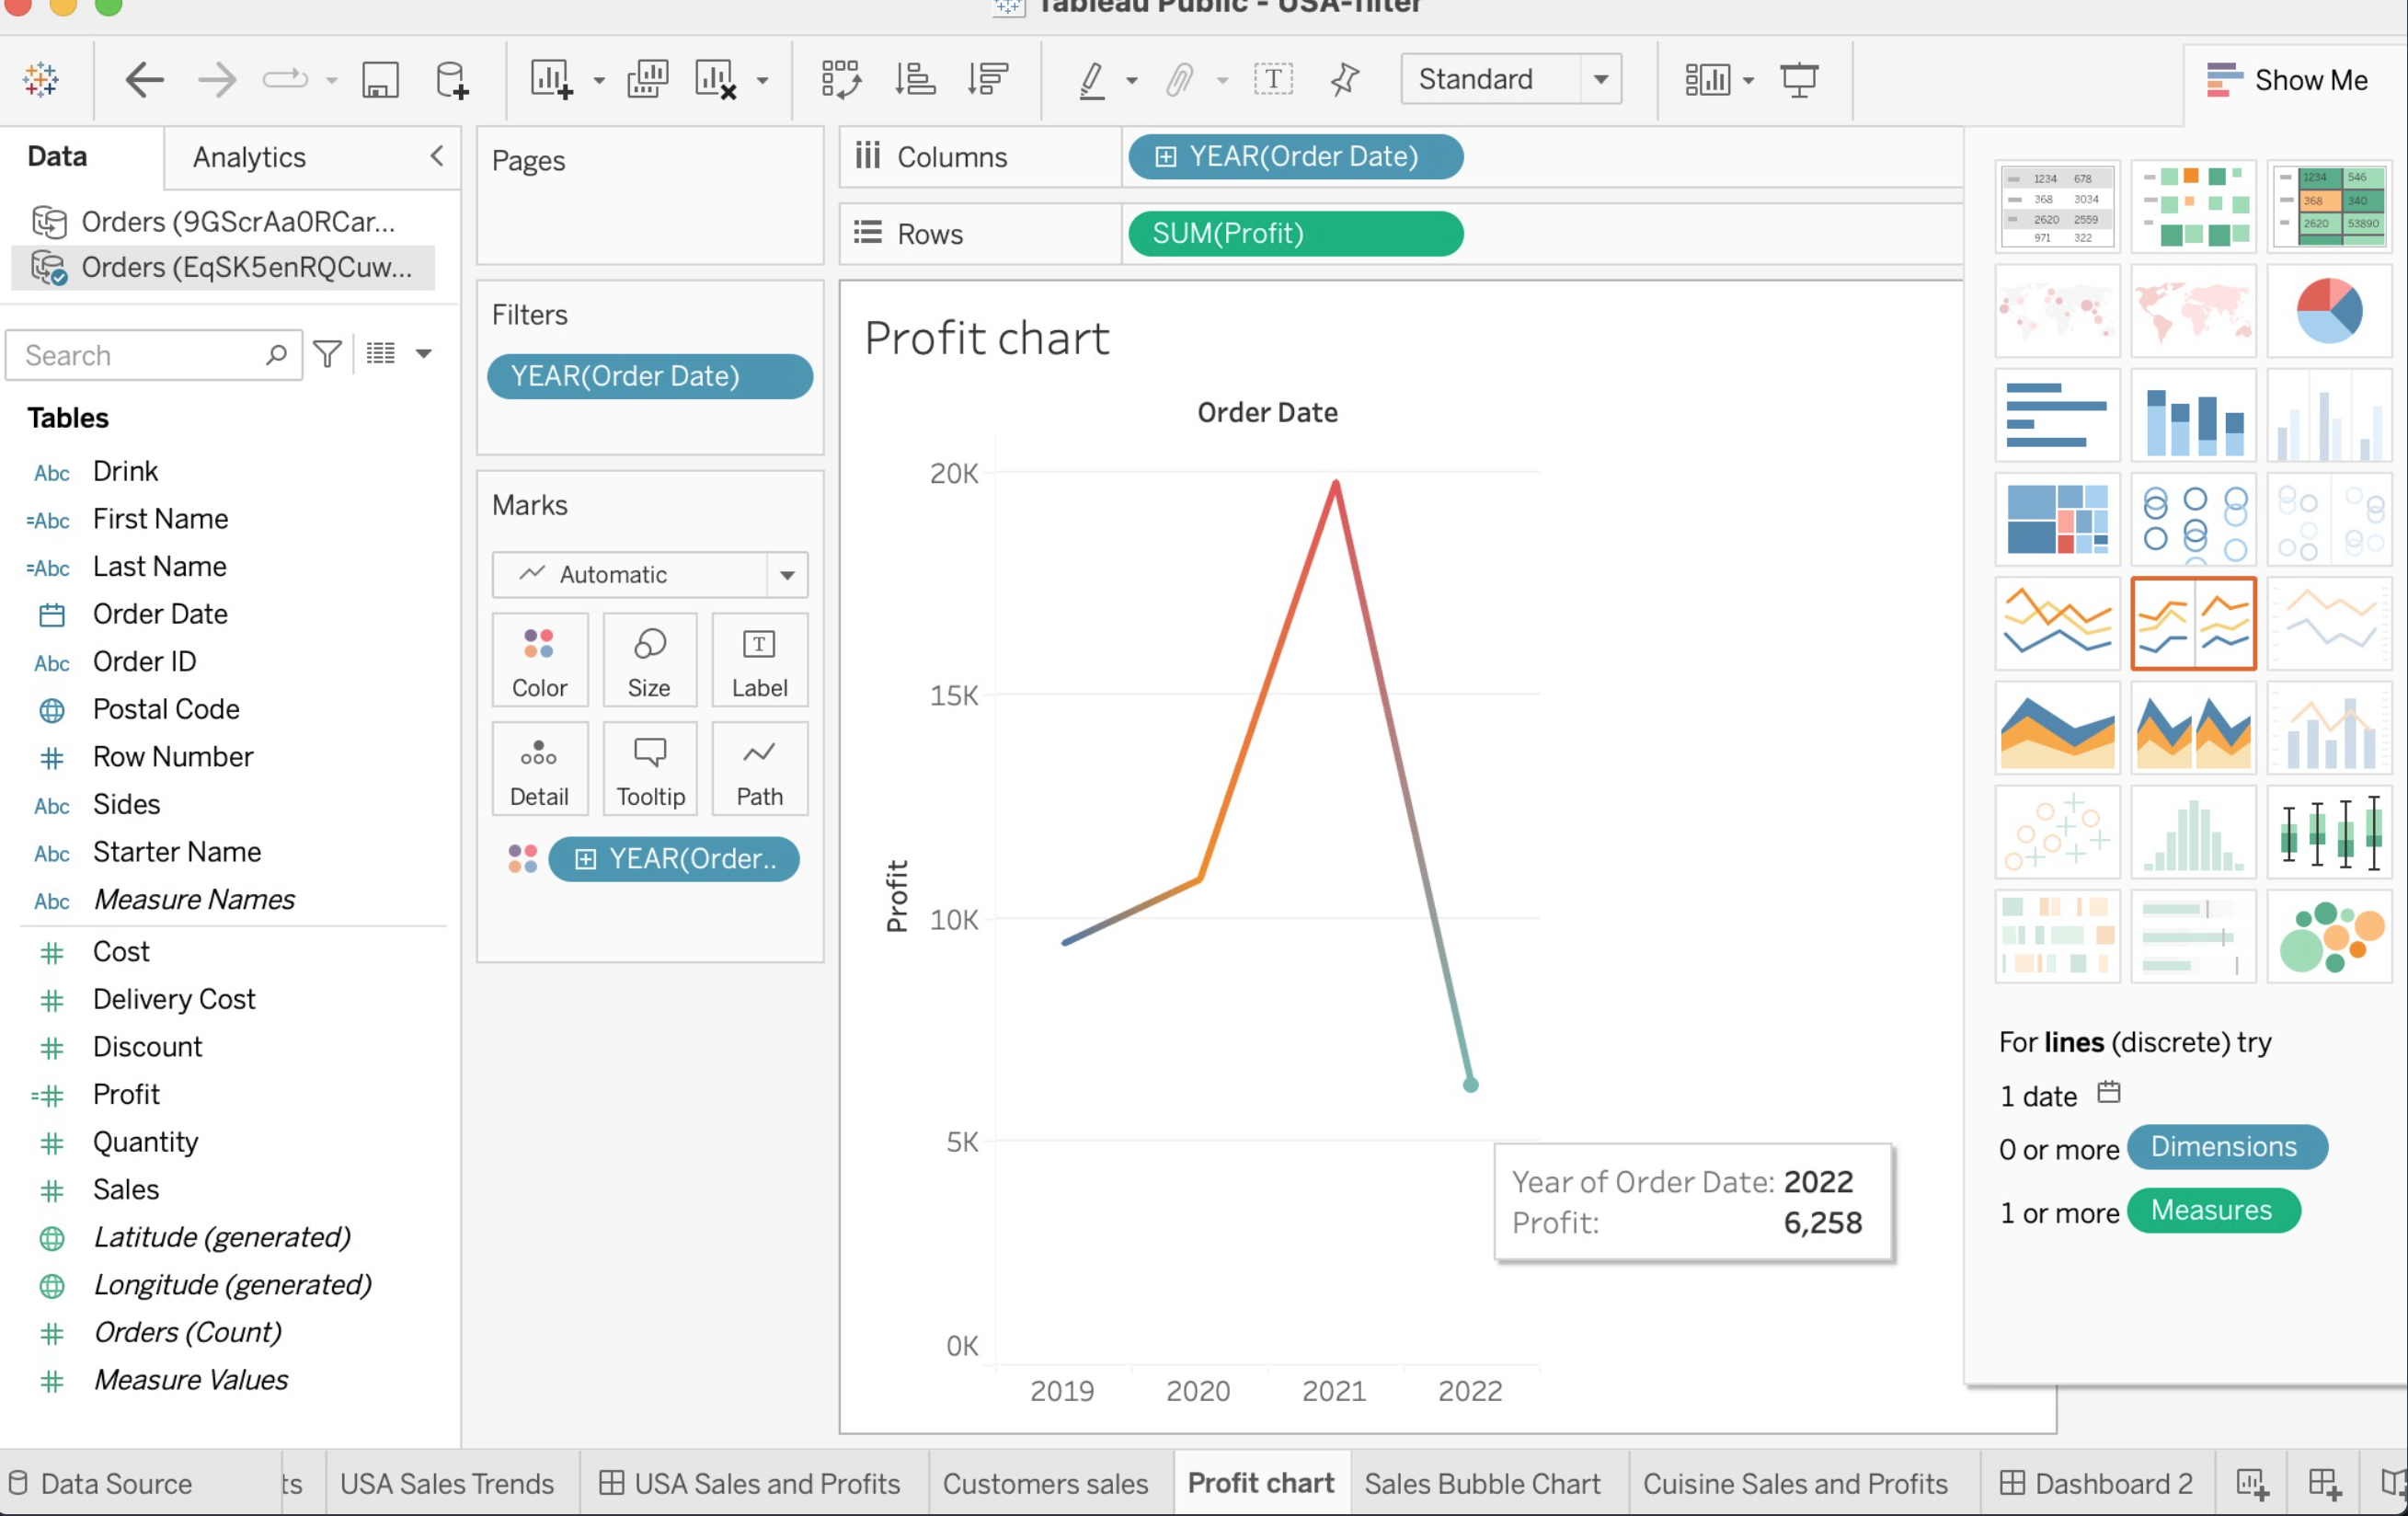 Tableau Public - USA-filter
Standard
Show Me
Data
Analytics
Orders (9GScrAa0RCar...
Orders (EqSK5enRQCuw...
Search
Tables
Abc Drink
=Abc First Name
=Abc Last Name
Order Date
Abc Order ID
Postal Code
# Row Number
Abc Sides
Abc Starter Name
Abc Measure Names
# Cost
# Delivery Cost
# Discount
=# Profit
# Quantity
# Sales
Latitude (generated)
Longitude (generated)
# Orders (Count)
# Measure Values
Pages
Filters
YEAR(Order Date)
Marks
Automatic
Color Size Label
Detail Tooltip Path
YEAR(Order..
Columns YEAR(Order Date)
Rows SUM(Profit)
Profit chart
Order Date
20K
15K
10K
5K
0K
Profit
2019 2020 2021 2022
Year of Order Date: 2022
Profit: 6,258
1234 678
368 3034
2620 2559
971 322
1234 546
368 340
2620 53890
For lines (discrete) try
1 date
0 or more Dimensions
1 or more Measures
Data Source ts USA Sales Trends USA Sales and Profits Customers sales Profit chart Sales Bubble Chart Cuisine Sales and Profits Dashboard 2